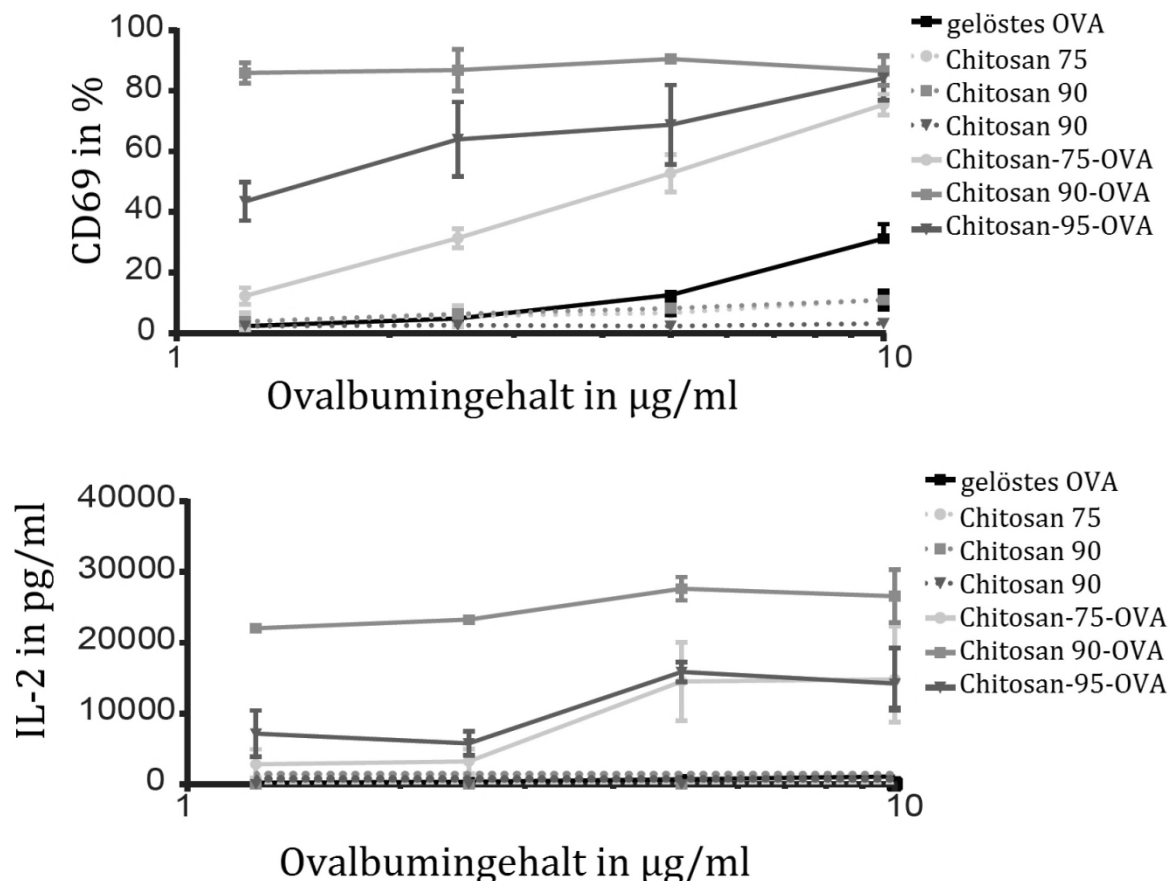 CD69 in %
100
80
60
40
20
0
1
10
Ovalbumingehalt in µg/ml
gelöstes OVA
Chitosan 75
Chitosan 90
Chitosan 90
Chitosan-75-OVA
Chitosan 90-OVA
Chitosan-95-OVA
IL-2 in pg/ml
40000
30000
20000
10000
0
1
10
Ovalbumingehalt in µg/ml
gelöstes OVA
Chitosan 75
Chitosan 90
Chitosan 90
Chitosan-75-OVA
Chitosan 90-OVA
Chitosan-95-OVA